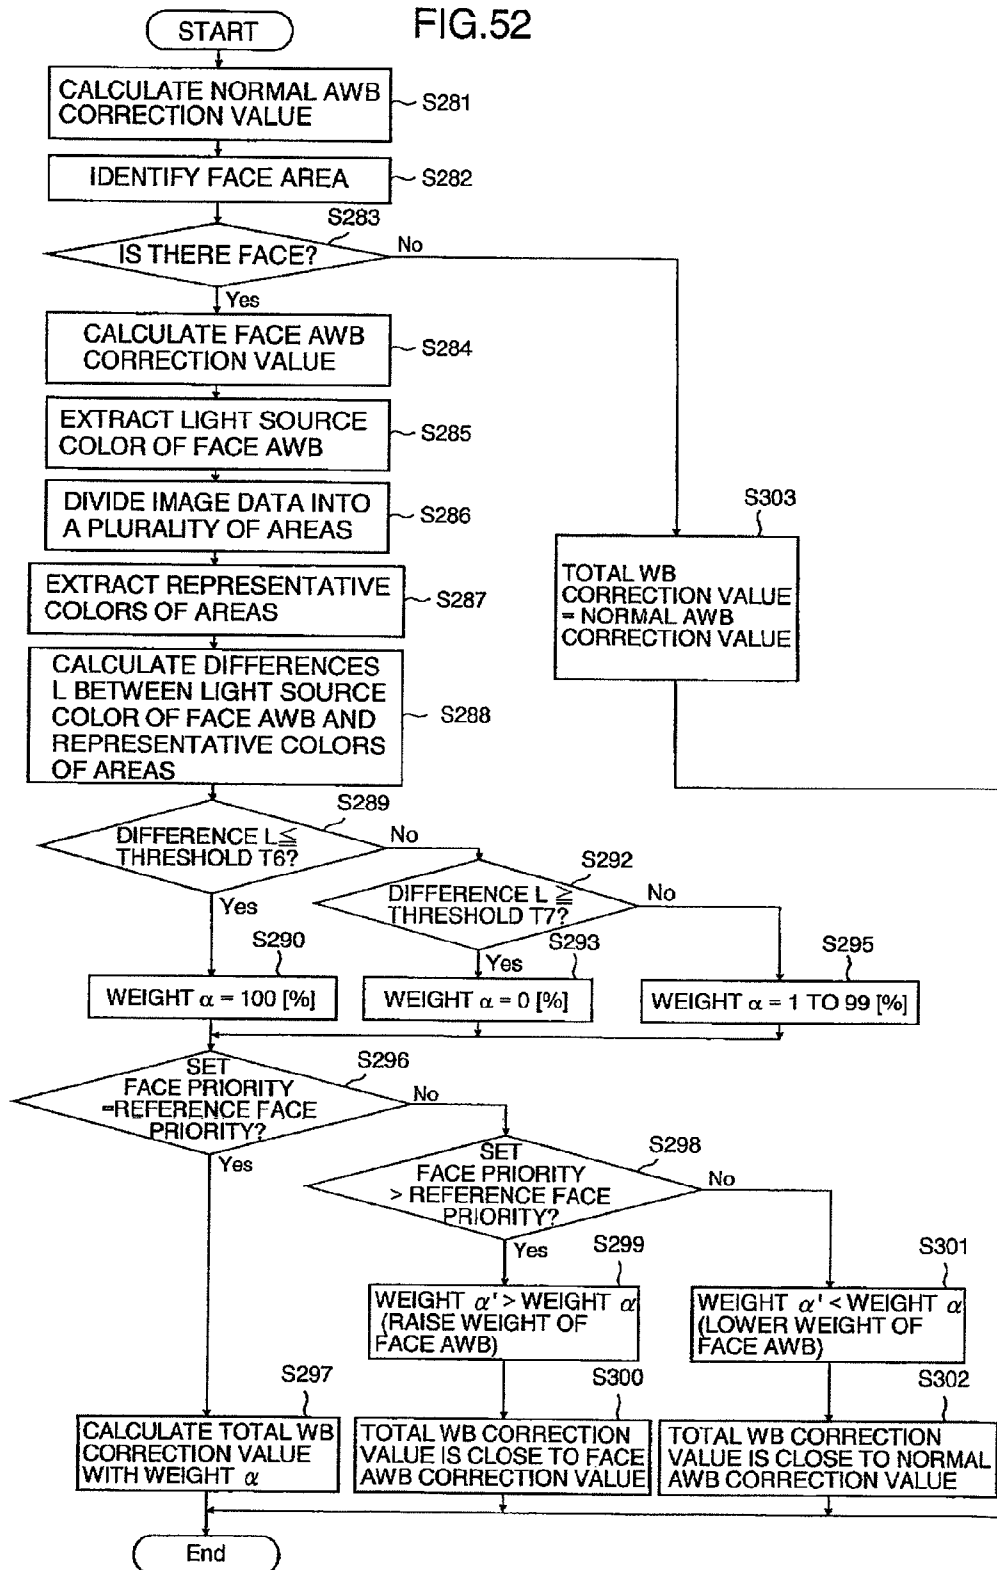 FIG.52
START
CALCULATE NORMAL AWB
CORRECTION VALUE
S281
IDENTIFY FACE AREA
S282
S283
IS THERE FACE?
No
Yes
CALCULATE FACE AWB
CORRECTION VALUE
S284
EXTRACT LIGHT SOURCE
COLOR OF FACE AWB
S285
DIVIDE IMAGE DATA INTO
A PLURALITY OF AREAS
S286
EXTRACT REPRESENTATIVE
COLORS OF AREAS
S287
CALCULATE DIFFERENCES
L BETWEEN LIGHT SOURCE
COLOR OF FACE AWB AND
REPRESENTATIVE COLORS
OF AREAS
S288
S303
TOTAL WB
CORRECTION VALUE
= NORMAL AWB
CORRECTION VALUE
S289
DIFFERENCE L≦
THRESHOLD T6?
No
Yes
S292
DIFFERENCE L ≧
THRESHOLD T7?
No
Yes
S290
WEIGHT α = 100 [%]
S293
WEIGHT α = 0 [%]
S295
WEIGHT α = 1 TO 99 [%]
S296
SET
FACE PRIORITY
=REFERENCE FACE
PRIORITY?
No
Yes
S298
SET
FACE PRIORITY
> REFERENCE FACE
PRIORITY?
No
Yes
S299
WEIGHT α' > WEIGHT α
(RAISE WEIGHT OF
FACE AWB)
S301
WEIGHT α' < WEIGHT α
(LOWER WEIGHT OF
FACE AWB)
S297
CALCULATE TOTAL WB
CORRECTION VALUE
WITH WEIGHT α
S300
TOTAL WB CORRECTION
VALUE IS CLOSE TO FACE
AWB CORRECTION VALUE
S302
TOTAL WB CORRECTION
VALUE IS CLOSE TO NORMAL
AWB CORRECTION VALUE
End